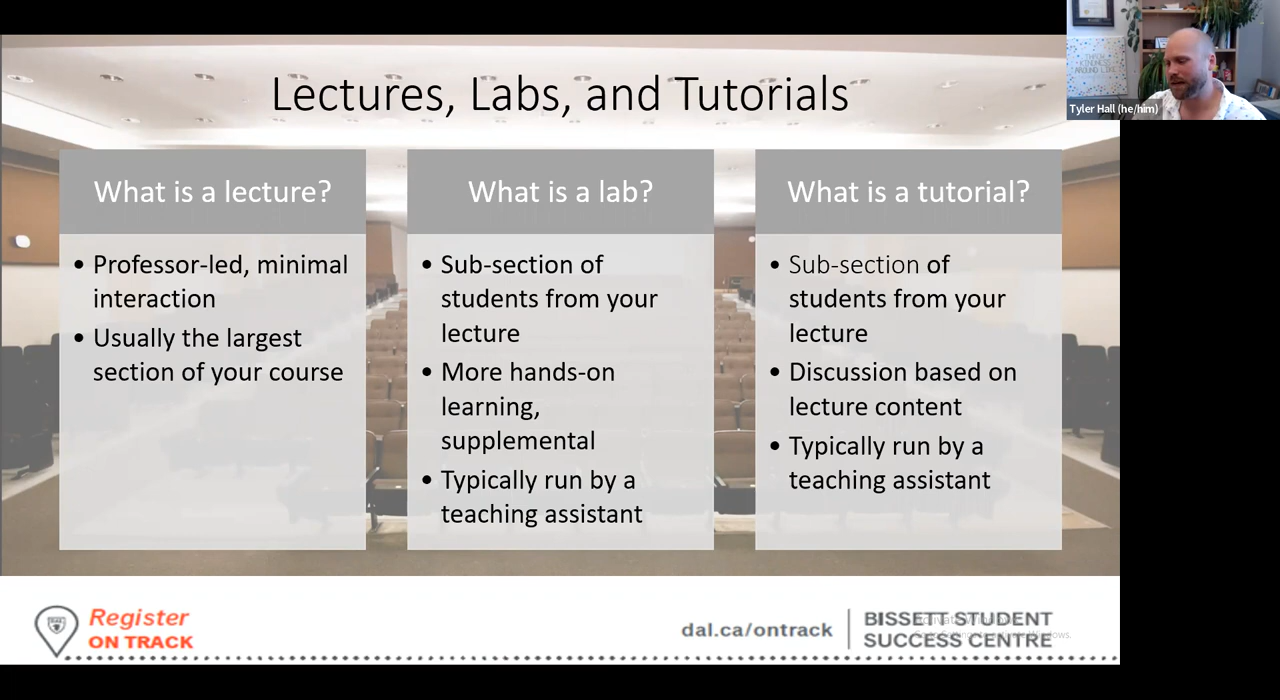 Lectures, Labs, and Tutorials
What is a lecture?
• Professor-led, minimal
interaction
• Usually the largest
section of your course
What is a lab?
• Sub-section of
students from your
lecture
• More hands-on
learning,
supplemental
• Typically run by a
teaching assistant
What is a tutorial?
• Sub-section of
students from your
lecture
• Discussion based on
lecture content
• Typically run by a
teaching assistant
Tyler Hall (he/him)
Register
ON TRACK
dal.ca/ontrack
BISSETT STUDENT
SUCCESS CENTRE